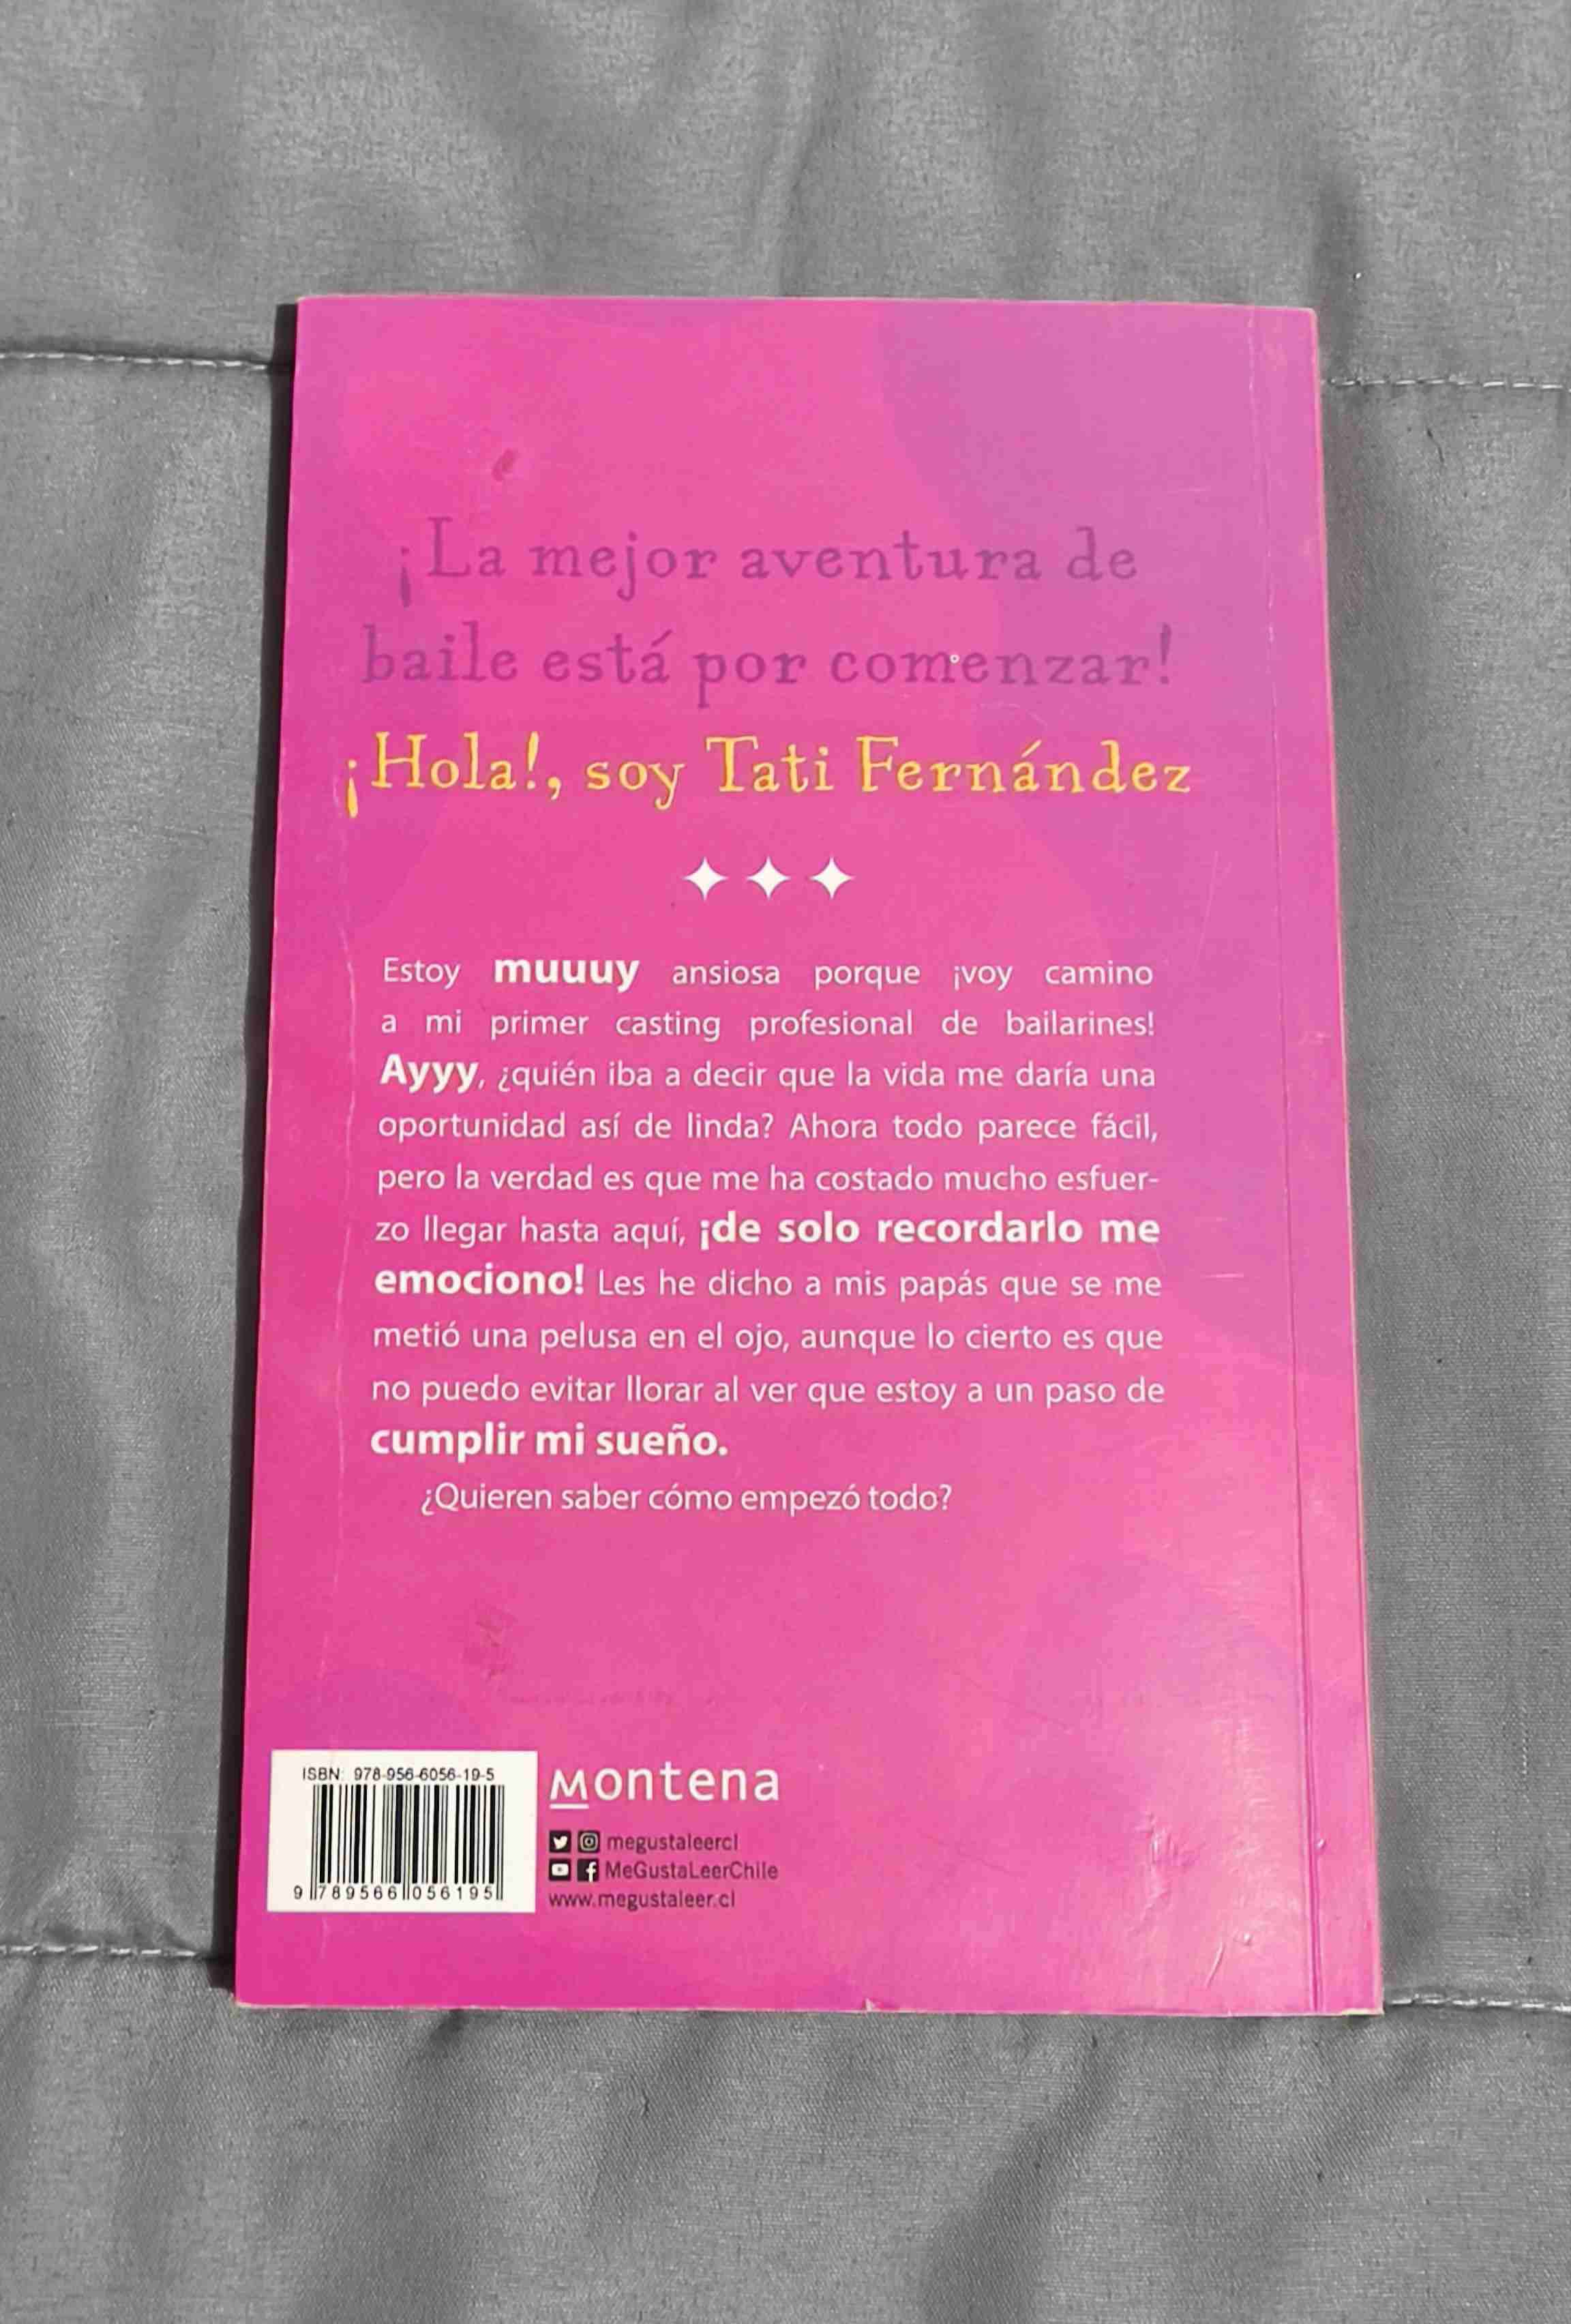 ¡La mejor aventura de
baile está por comenzar!
¡Hola!, soy Tati Fernández
Estoy muuuy ansiosa porque ¡voy camino
a mi primer casting profesional de bailarines!
Ayyy, ¿quién iba a decir que la vida me daría una
oportunidad así de linda? Ahora todo parece fácil,
pero la verdad es que me ha costado mucho esfuer-
zo llegar hasta aquí, ¡de solo recordarlo me
emociono! Les he dicho a mis papás que se me
metió una pelusa en el ojo, aunque lo cierto es que
no puedo evitar llorar al ver que estoy a un paso de
cumplir mi sueño.
¿Quieren saber cómo empezó todo?
ISBN: 978-956-6056-19-5
9 789566 056195
Montena
megustaleercl
MeGustaLeerChile
www.megustaleer.cl